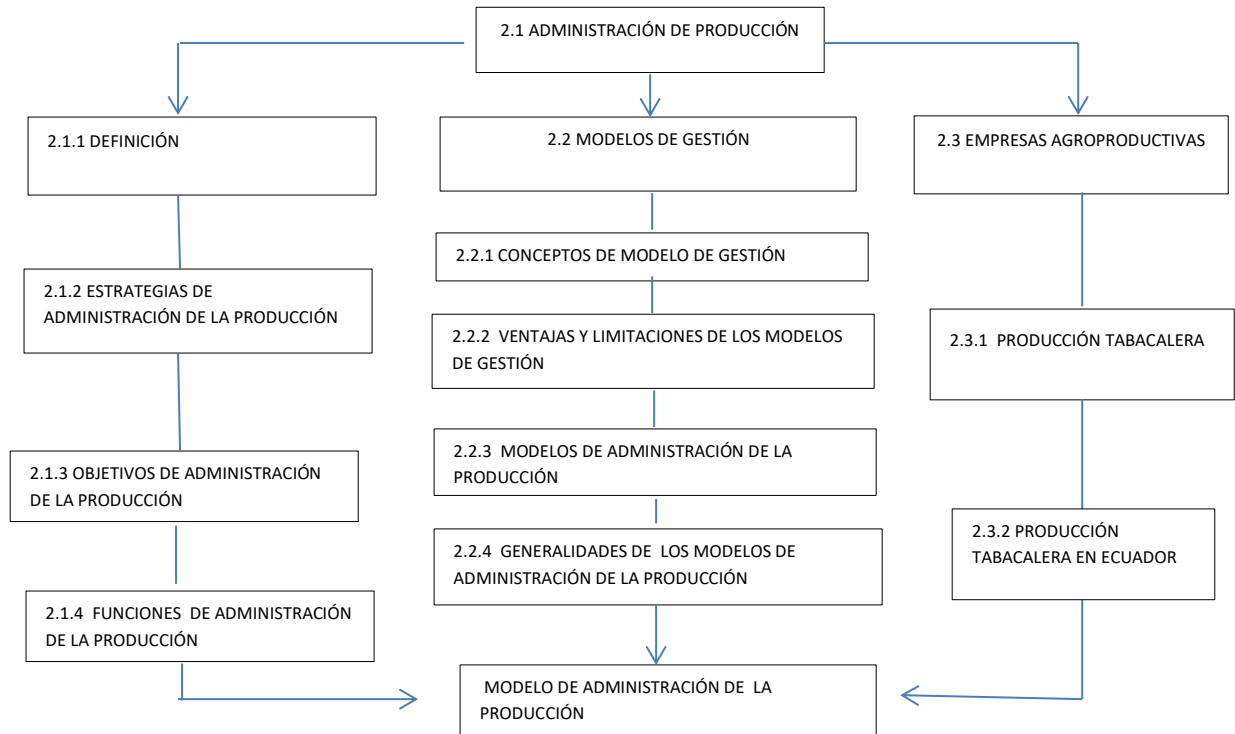 2.1 ADMINISTRACIÓN DE PRODUCCIÓN
2.1.1 DEFINICIÓN
2.2 MODELOS DE GESTIÓN
2.3 EMPRESAS AGROPRODUCTIVAS
2.2.1 CONCEPTOS DE MODELO DE GESTIÓN
2.1.2 ESTRATEGIAS DE
ADMINISTRACIÓN DE LA PRODUCCIÓN
2.2.2 VENTAJAS Y LIMITACIONES DE LOS MODELOS
DE GESTIÓN
2.3.1 PRODUCCIÓN TABACALERA
2.1.3 OBJETIVOS DE ADMINISTRACIÓN
DE LA PRODUCCIÓN
2.2.3 MODELOS DE ADMINISTRACIÓN DE LA
PRODUCCIÓN
2.3.2 PRODUCCIÓN
TABACALERA EN ECUADOR
2.2.4 GENERALIDADES DE LOS MODELOS DE
ADMINISTRACIÓN DE LA PRODUCCIÓN
2.1.4 FUNCIONES DE ADMINISTRACIÓN
DE LA PRODUCCIÓN
MODELO DE ADMINISTRACIÓN DE LA
PRODUCCIÓN